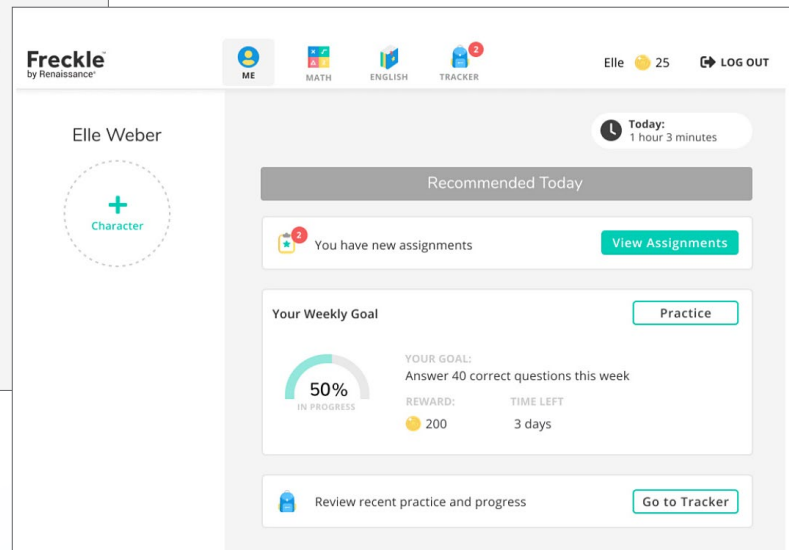 Freckle
by Renaissance®
ME
MATH
ENGLISH
2
TRACKER
Elle 25
LOG OUT
Elle Weber
+
Character
Today:
1 hour 3 minutes
Recommended Today
2
You have new assignments
View Assignments
Your Weekly Goal
Practice
50%
IN PROGRESS
YOUR GOAL:
Answer 40 correct questions this week
REWARD: TIME LEFT
200 3 days
Review recent practice and progress
Go to Tracker